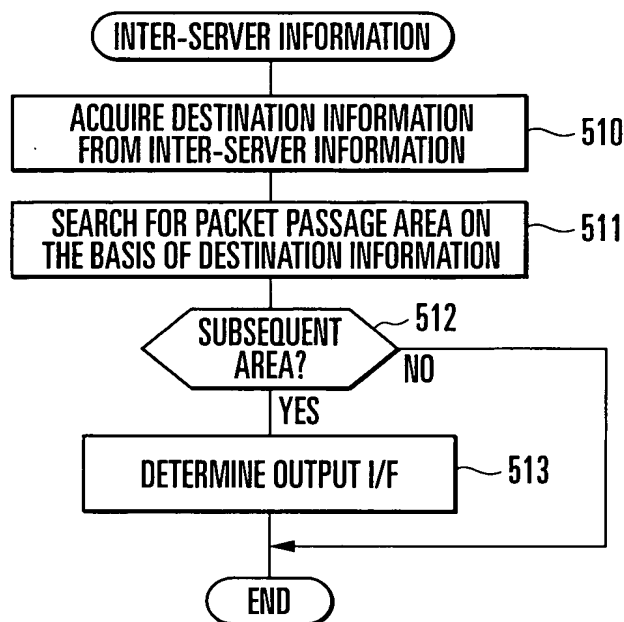 INTER-SERVER INFORMATION
ACQUIRE DESTINATION INFORMATION
FROM INTER-SERVER INFORMATION
510
SEARCH FOR PACKET PASSAGE AREA ON
THE BASIS OF DESTINATION INFORMATION
511
SUBSEQUENT
AREA?
512
NO
YES
DETERMINE OUTPUT I/F
513
END